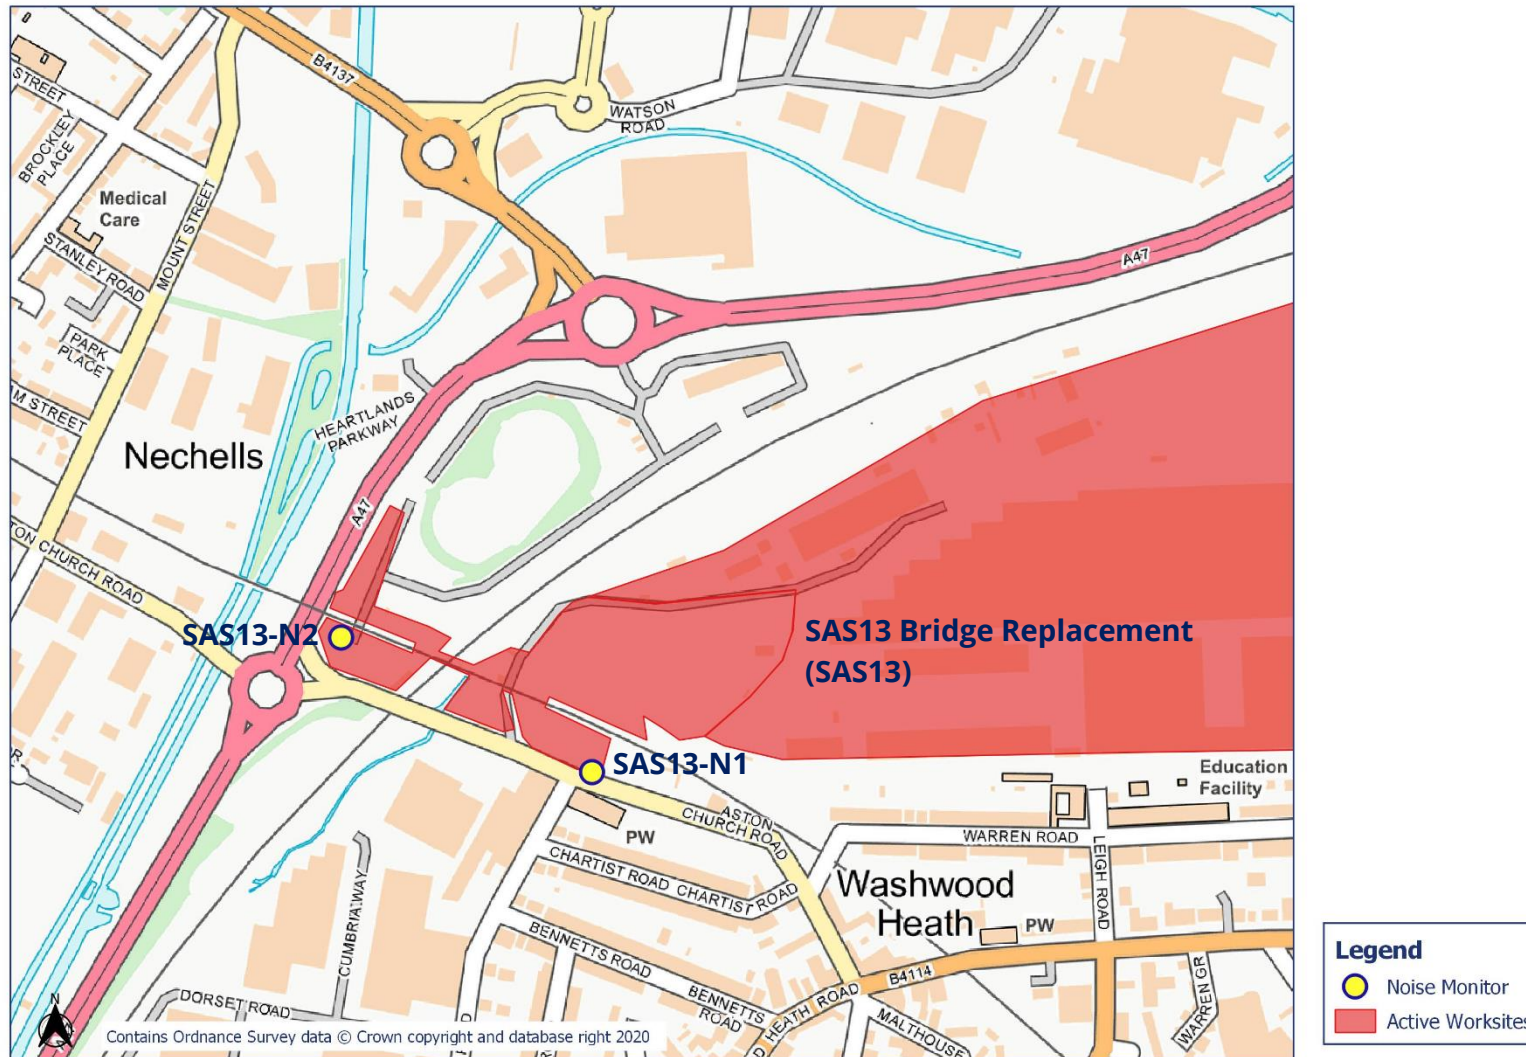 B4137
STREET
WATSON
ROAD
BROCKLEY
PLACE
Medical
Care
MOUNT STREET
STANLEY ROAD
A47
PARK
PLACE
M STREET
HEARTLANDS
PARKWAY
Nechells
A47
ON CHURCH ROAD
SAS13-N2
SAS13 Bridge Replacement
(SAS13)
SAS13-N1
Education
Facility
R
ASTON
CHURCH ROAD
PW
WARREN ROAD
LEIGH ROAD
CHARTIST ROAD
CHARTIST ROAD
Washwood
Heath
PW
CUMBRIA WAY
BENNETTS ROAD
B4114
BENNETTS
ROAD
DORSET ROAD
D HEATH ROAD
MALTHOUSE
WARREN GR
D
R
N
Contains Ordnance Survey data © Crown copyright and database right 2020
Legend
Noise Monitor
Active Worksites